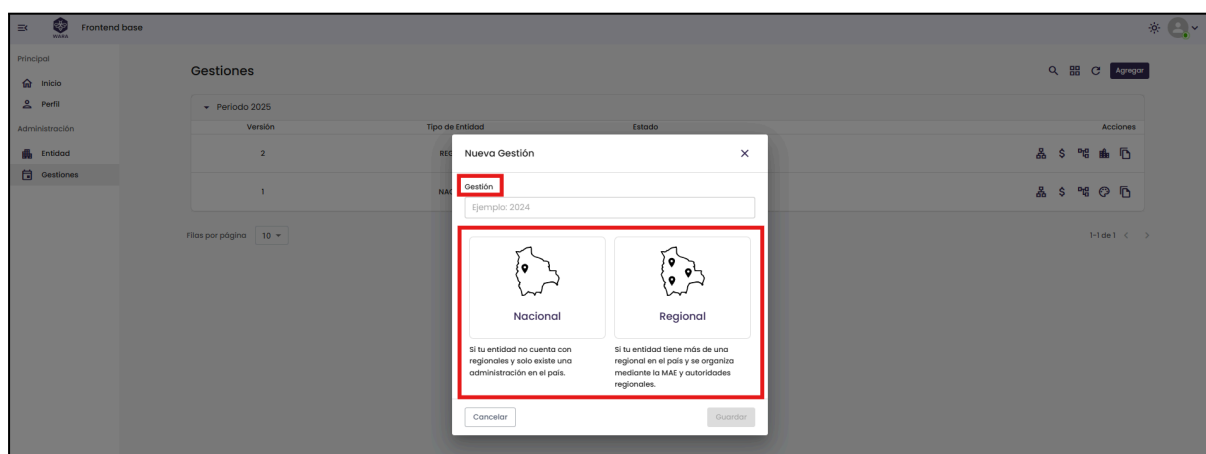 WARA
Frontend base
Principal
Inicio
Perfil
Administración
Entidad
Gestiones
Gestiones
Agregar
Periodo 2025
Versión Tipo de Entidad Estado Acciones
2 REG
1 NAC
Filas por página 10
1-1 de 1
Nueva Gestión
Gestión
Ejemplo: 2024
Nacional
Si tu entidad no cuenta con
regionales y solo existe una
administración en el país.
Regional
Si tu entidad tiene más de una
regional en el país y se organiza
mediante la MAE y autoridades
regionales.
Cancelar
Guardar